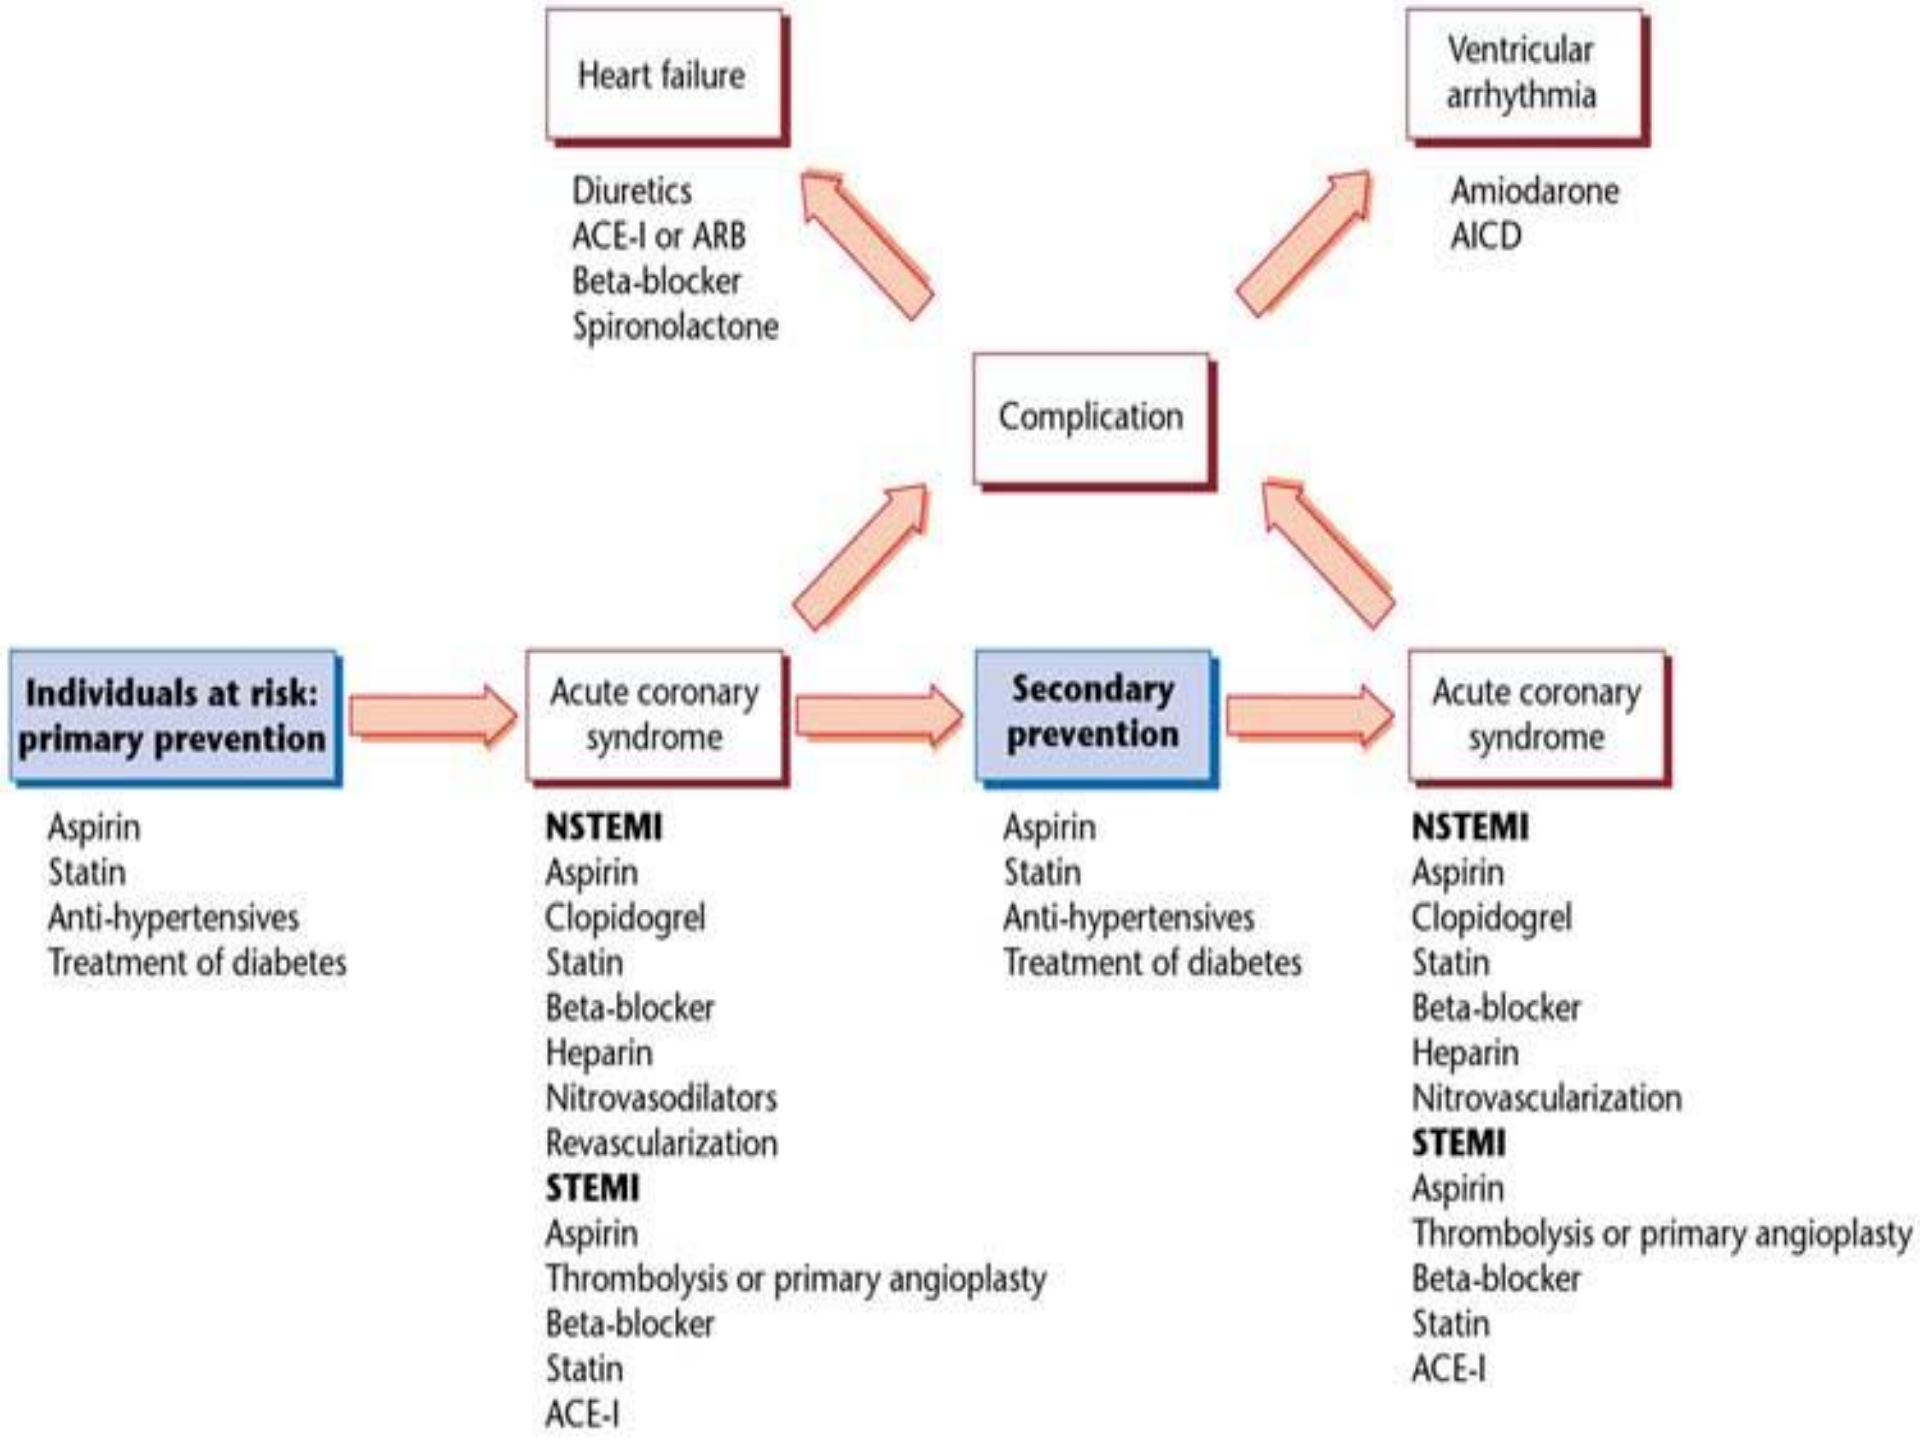 Heart failure
Diuretics
ACE-I or ARB
Beta-blocker
Spironolactone
Ventricular
arrhythmia
Amiodarone
AICD
Complication
Individuals at risk:
primary prevention
Aspirin
Statin
Anti-hypertensives
Treatment of diabetes
Acute coronary
syndrome
NSTEMI
Aspirin
Clopidogrel
Statin
Beta-blocker
Heparin
Nitrovasodilators
Revascularization
STEMI
Aspirin
Thrombolysis or primary angioplasty
Beta-blocker
Statin
ACE-I
Secondary
prevention
Aspirin
Statin
Anti-hypertensives
Treatment of diabetes
Acute coronary
syndrome
NSTEMI
Aspirin
Clopidogrel
Statin
Beta-blocker
Heparin
Nitrovascularization
STEMI
Aspirin
Thrombolysis or primary angioplasty
Beta-blocker
Statin
ACE-I